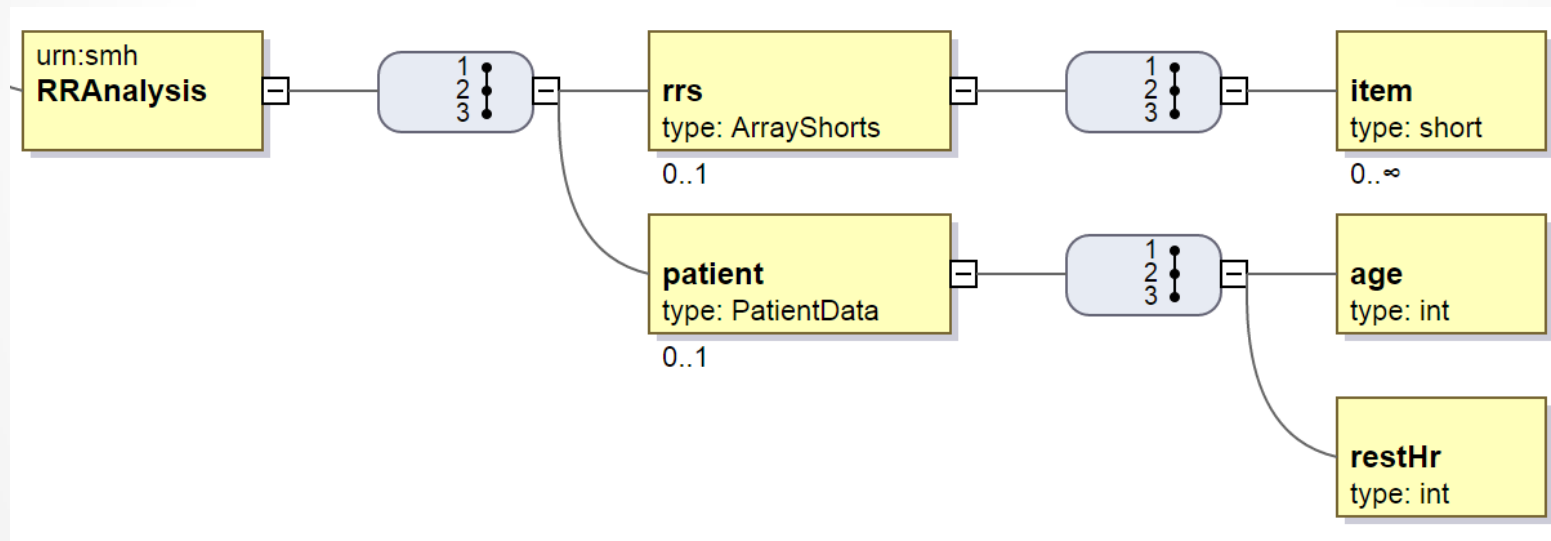 urn:smh
RRAnalysis
1
2
3
rrs
type: ArrayShorts
0..1
1
2
3
item
type: short
0..∞
patient
type: PatientData
0..1
1
2
3
age
type: int
restHr
type: int